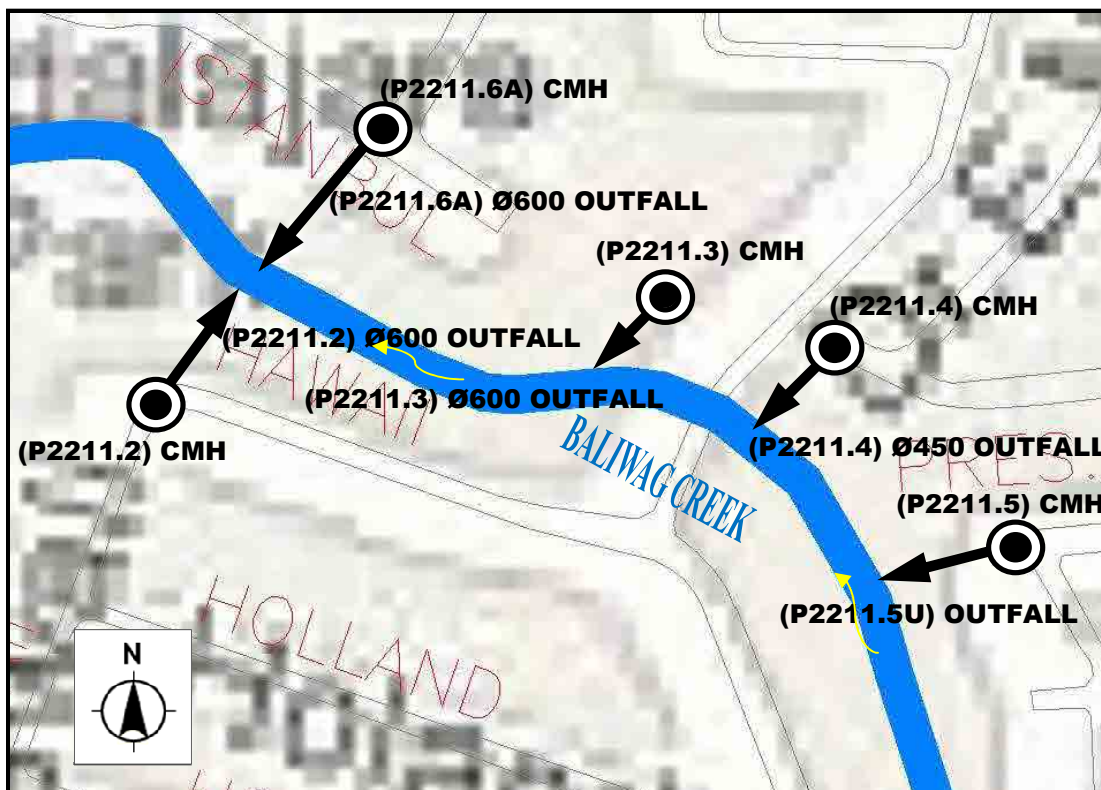 (P2211.6A) CMH
ISTANBUL
(P2211.6A) Ø600 OUTFALL
(P2211.3) CMH
(P2211.4) CMH
(P2211.2) Ø600 OUTFALL
HAWAII
(P2211.3) Ø600 OUTFALL
(P2211.2) CMH
BALIWAG CREEK
(P2211.4) Ø450 OUTFALL
PRES.
(P2211.5) CMH
HOLLAND
(P2211.5U) OUTFALL
N